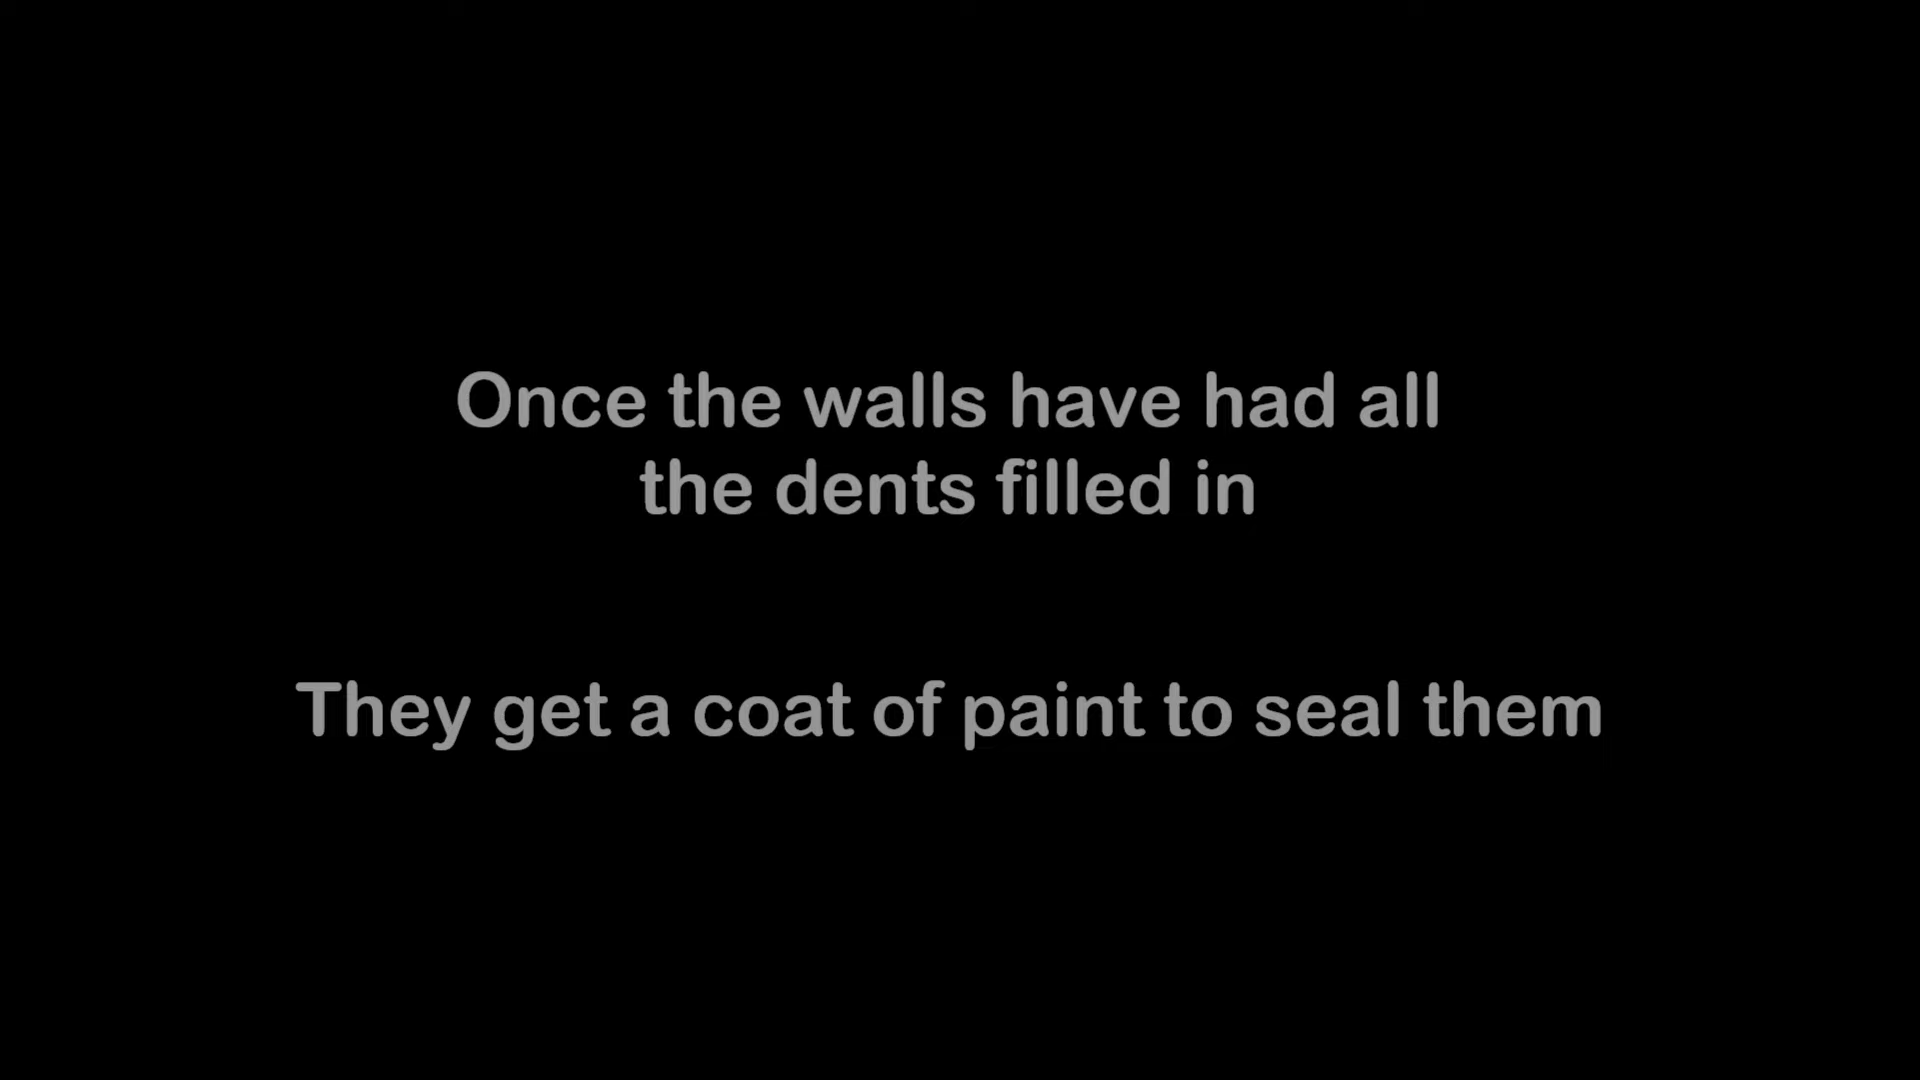 Once the walls have had all
the dents filled in
They get a coat of paint to seal them